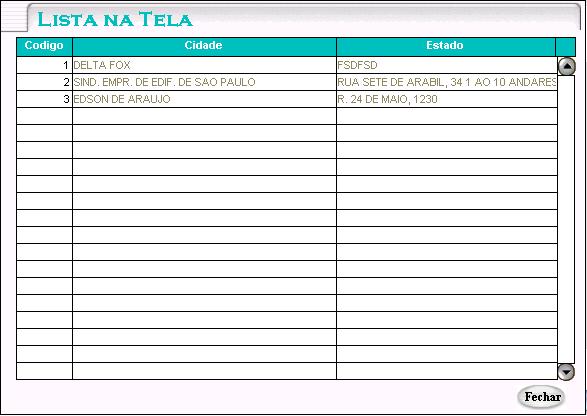 Lista na Tela
Codigo Cidade Estado
1 DELTA FOX FSDFSD
2 SIND. EMPR. DE EDIF. DE SAO PAULO RUA SETE DE ARABIL, 34 1 AO 10 ANDARES
3 EDSON DE ARAUJO R. 24 DE MAIO, 1230
Fechar